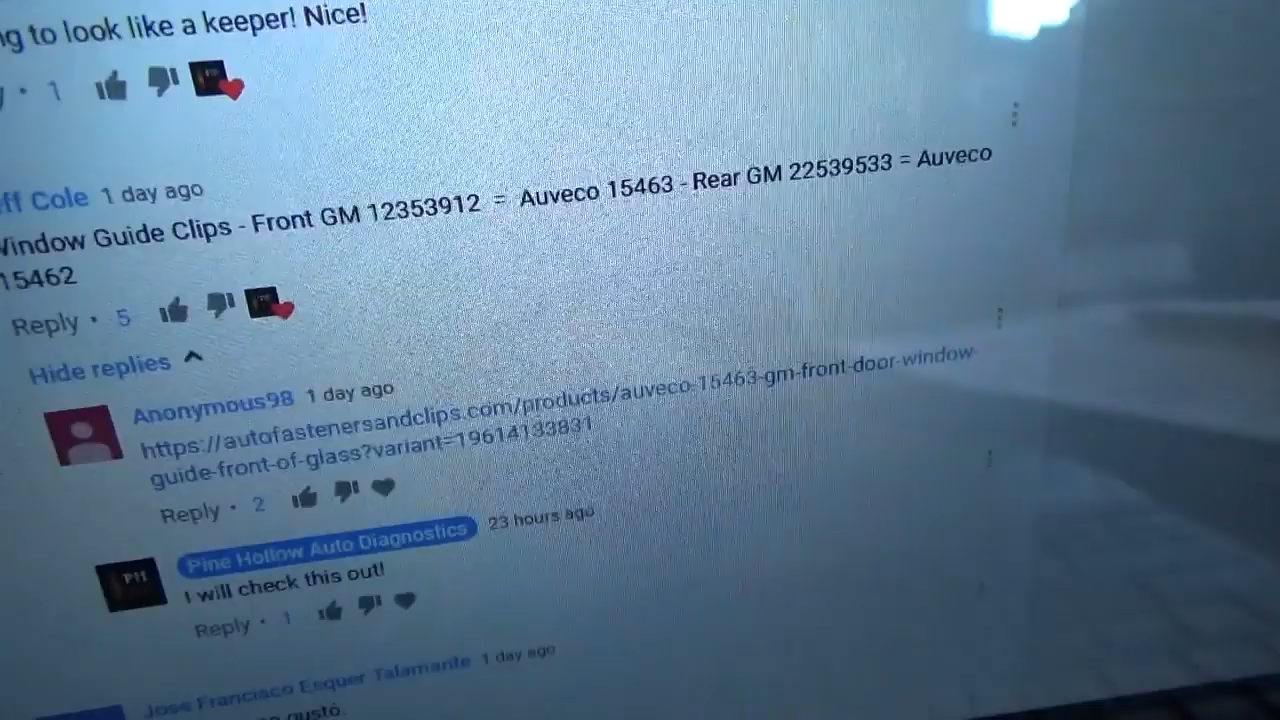 to look like a keeper! Nice!
1
Cole 1 day ago
Window Guide Clips - Front GM 12353912 = Auveco 15463 - Rear GM 22539533 = Auveco
15462
Reply • 5
Hide replies
Anonymous98 1 day ago
https://autofastenersandclips.com/products/auveco-15463-gm-front-door-window-
guide-front-of-glass?variant=19614133831
Reply • 2
Pine Hollow Auto Diagnostics 23 hours ago
PH
I will check this out!
Reply • 1
Jose Francisco Esquer Talamante 1 day ago
gustó.